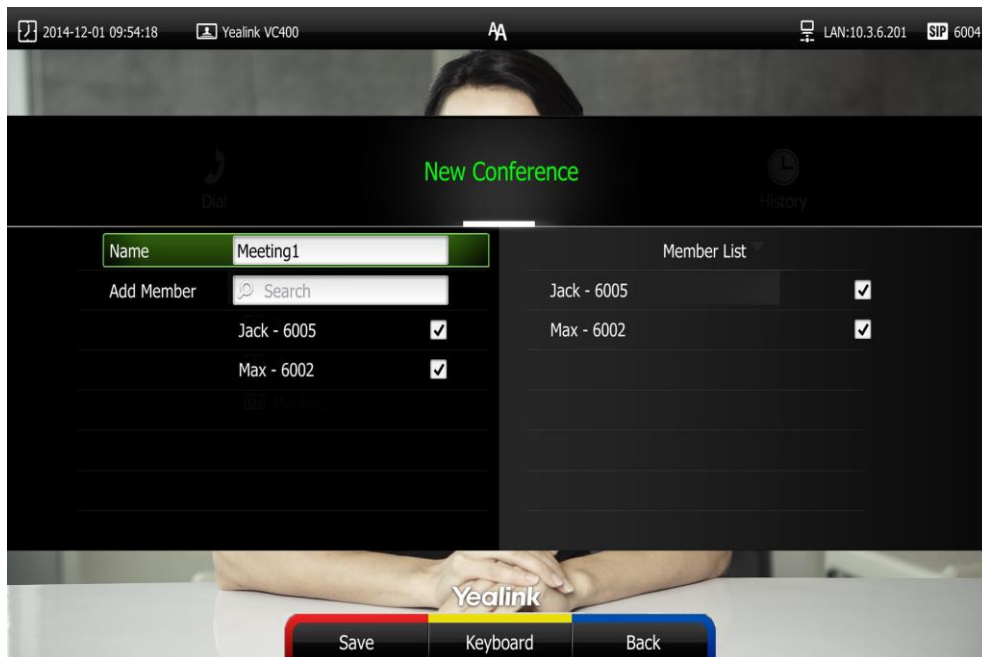 2014-12-01 09:54:18 Yealink VC400 AA LAN:10.3.6.201 SIP 6004
New Conference
Dial
History
Name Meeting1
Add Member Search
Jack - 6005
Max - 6002
Member List
Jack - 6005
Max - 6002
Yealink
Save Keyboard Back